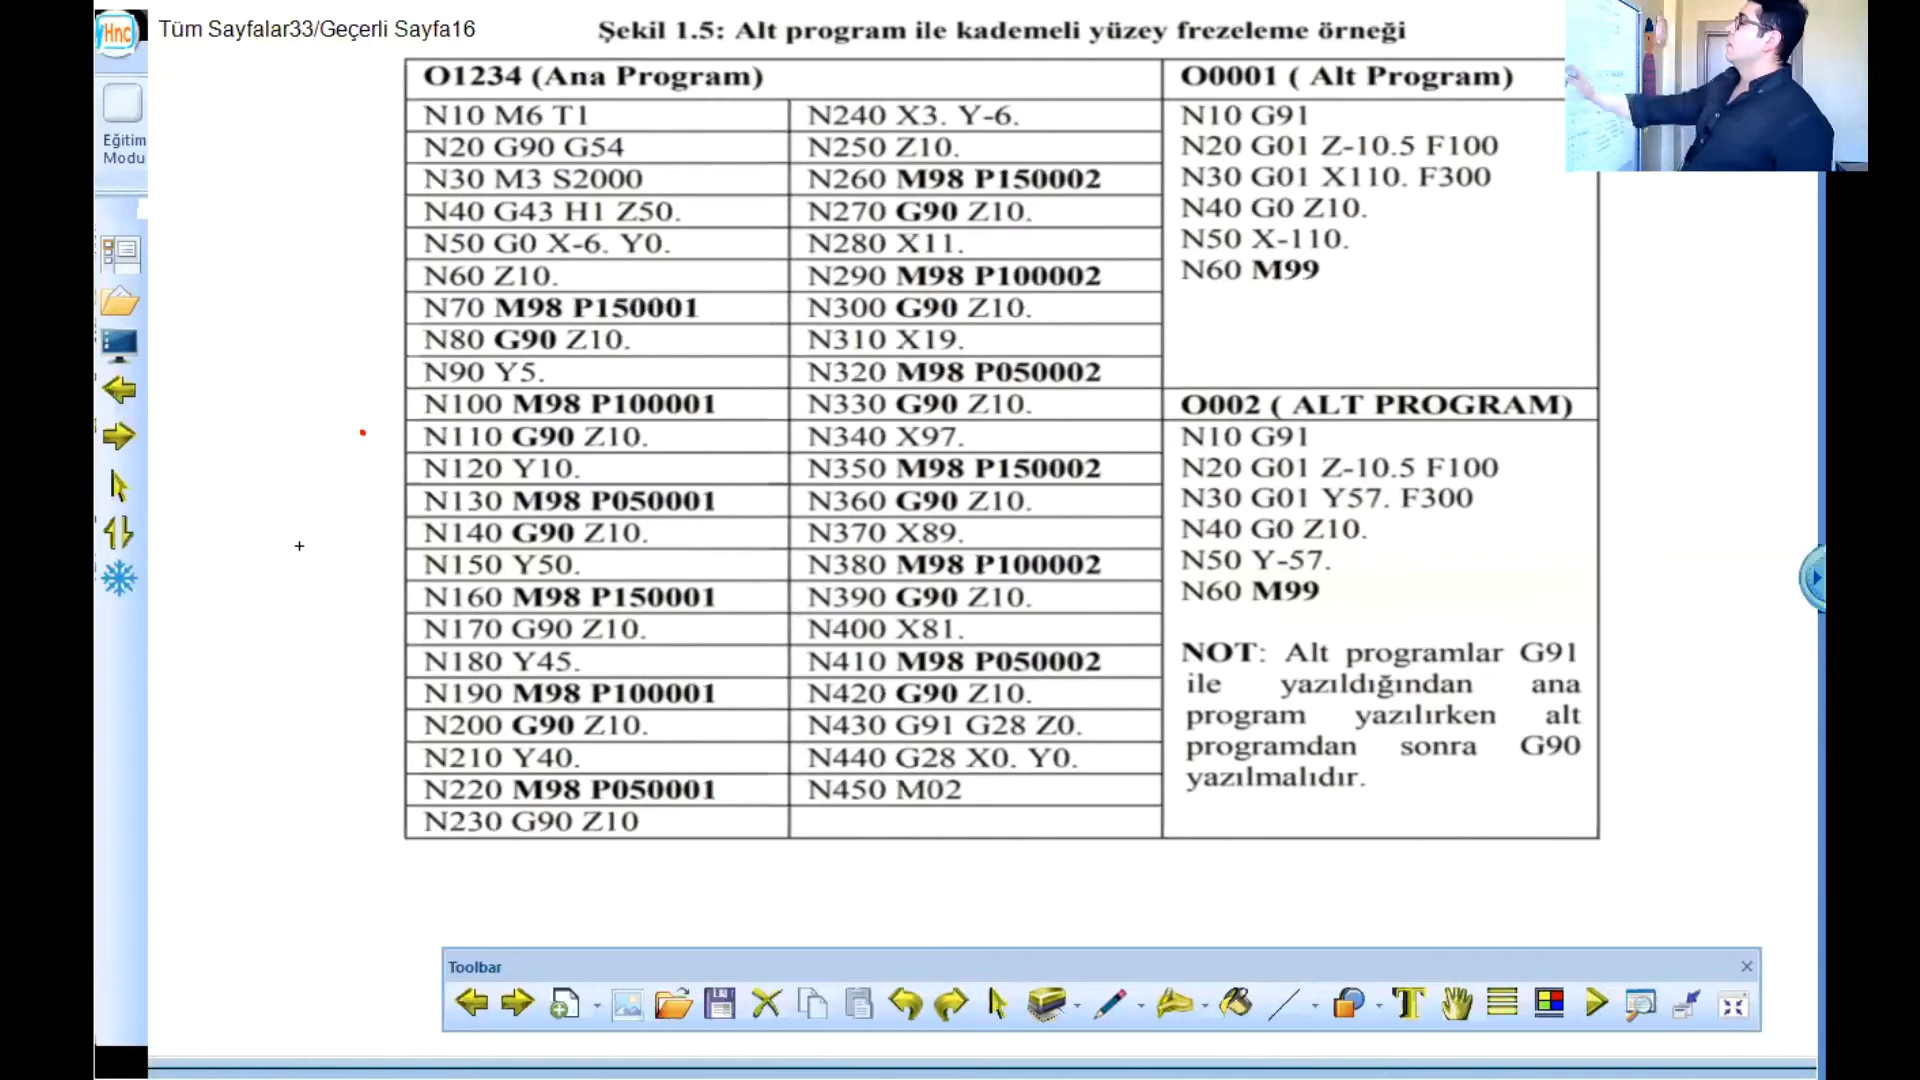 Hnc
Tüm Sayfalar33/Geçerli Sayfa16
Eğitim
Modu
Şekil 1.5: Alt program ile kademeli yüzey frezeleme örneği
O1234 (Ana Program)
N10 M6 T1
N20 G90 G54
N30 M3 S2000
N40 G43 H1 Z50.
N50 G0 X-6. Y0.
N60 Z10.
N70 M98 P150001
N80 G90 Z10.
N90 Y5.
N100 M98 P100001
N110 G90 Z10.
N120 Y10.
N130 M98 P050001
N140 G90 Z10.
N150 Y50.
N160 M98 P150001
N170 G90 Z10.
N180 Y45.
N190 M98 P100001
N200 G90 Z10.
N210 Y40.
N220 M98 P050001
N230 G90 Z10
N240 X3. Y-6.
N250 Z10.
N260 M98 P150002
N270 G90 Z10.
N280 X11.
N290 M98 P100002
N300 G90 Z10.
N310 X19.
N320 M98 P050002
N330 G90 Z10.
N340 X97.
N350 M98 P150002
N360 G90 Z10.
N370 X89.
N380 M98 P100002
N390 G90 Z10.
N400 X81.
N410 M98 P050002
N420 G90 Z10.
N430 G91 G28 Z0.
N440 G28 X0. Y0.
N450 M02
O0001 ( Alt Program)
N10 G91
N20 G01 Z-10.5 F100
N30 G01 X110. F300
N40 G0 Z10.
N50 X-110.
N60 M99
O002 ( ALT PROGRAM)
N10 G91
N20 G01 Z-10.5 F100
N30 G01 Y57. F300
N40 G0 Z10.
N50 Y-57.
N60 M99
NOT: Alt programlar G91
ile yazıldığından ana
program yazılırken alt
programdan sonra G90
yazılmalıdır.
Toolbar